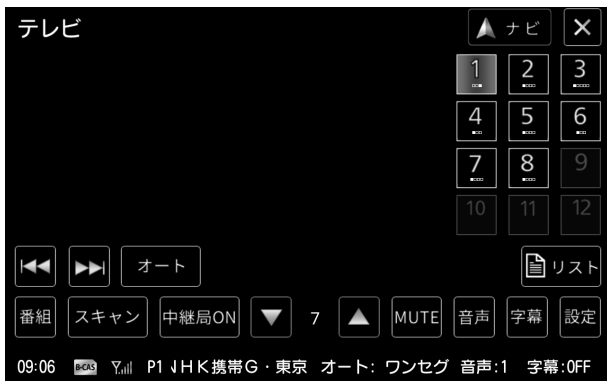 テレビ
ナビ
1 2 3
4 5 6
7 8 9
10 11 12
オート
リスト
番組 スキャン 中継局ON 7 MUTE 音声 字幕 設定
09:06 B-CAS P1 JHK携帯G・東京 オート: ワンセグ 音声:1 字幕:OFF